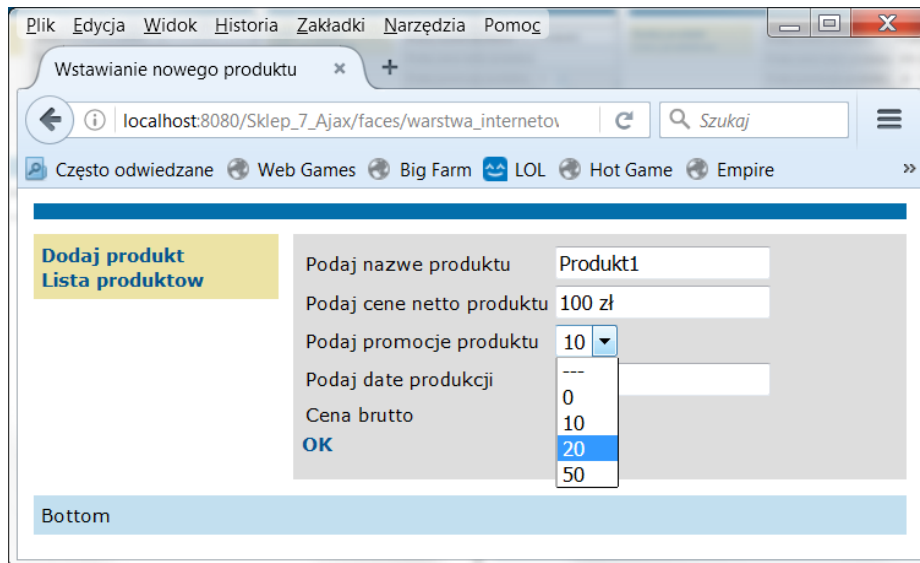 Plik Edycja Widok Historia Zakładki Narzędzia Pomoc
Wstawianie nowego produktu × +
localhost:8080/Sklep_7_Ajax/faces/warstwa_internetow Szukaj
Często odwiedzane Web Games Big Farm LOL Hot Game Empire »
Dodaj produkt
Lista produktow
Podaj nazwe produktu Produkt1
Podaj cene netto produktu 100 zł
Podaj promocje produktu 10
Podaj date produkcji
Cena brutto
OK
---
0
10
20
50
Bottom